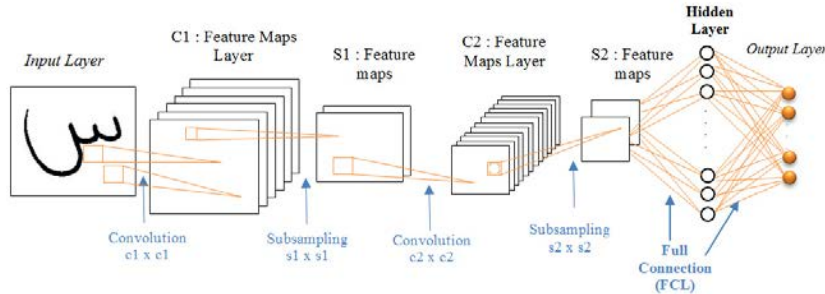 Input Layer
C1 : Feature Maps
Layer
S1 : Feature
maps
C2 : Feature
Maps Layer
S2 : Feature
maps
Hidden
Layer
Output Layer
س
Convolution
c1 x c1
Subsampling
s1 x s1
Convolution
c2 x c2
Subsampling
s2 x s2
Full
Connection
(FCL)